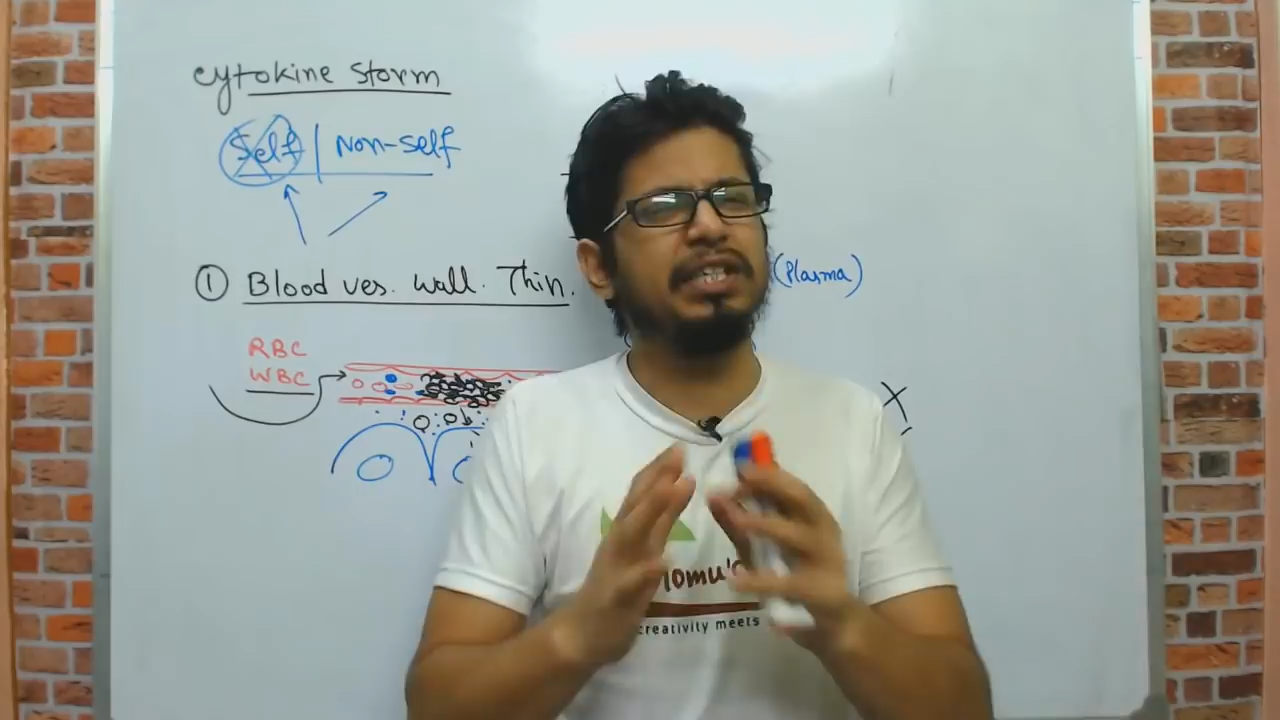 cytokine storm
Self | Non-self
① Blood ves. wall. Thin.
(Plasma)
RBC
WBC
creativity meets